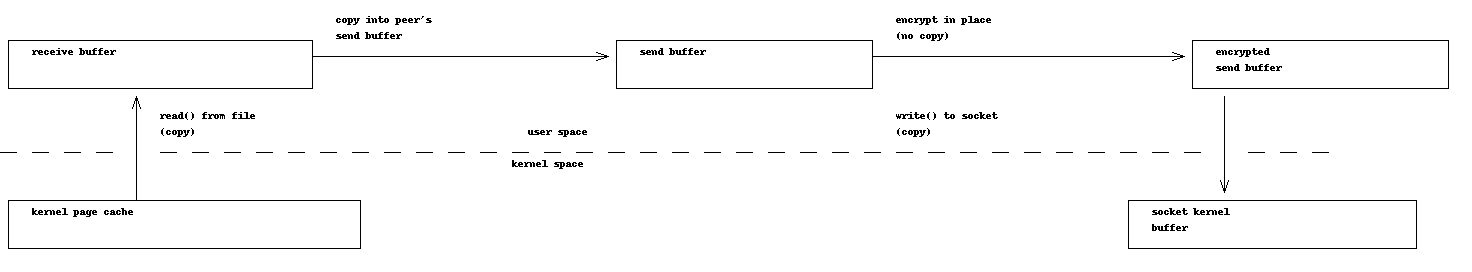 copy into peer's
send buffer
encrypt in place
(no copy)
receive buffer
send buffer
encrypted
send buffer
read() from file
(copy)
user space
write() to socket
(copy)
kernel space
kernel page cache
socket kernel
buffer